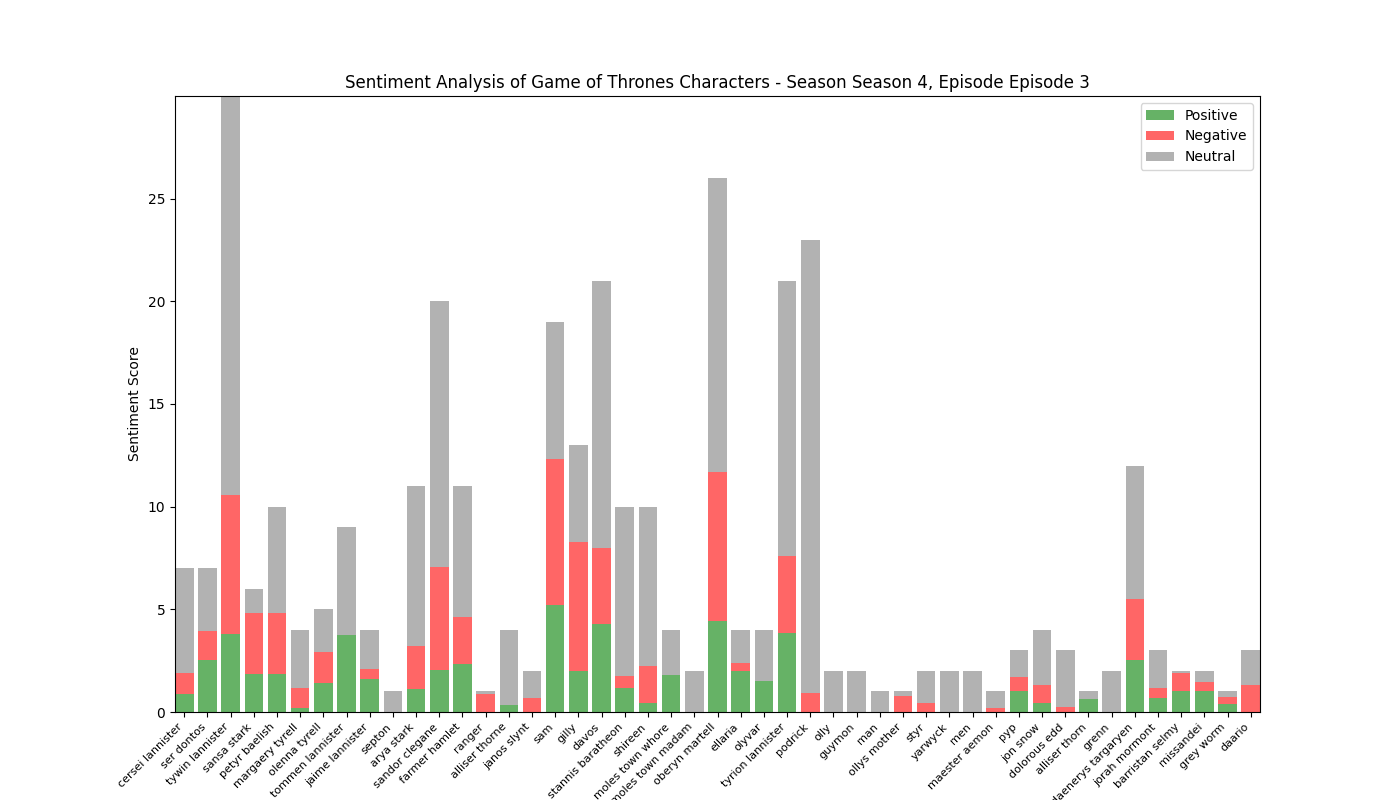 Sentiment Analysis of Game of Thrones Characters - Season Season 4, Episode Episode 3
Positive
Negative
Neutral
Sentiment Score
25
20
15
10
5
0
cersei lannister
ser dontos
tywin lannister
sansa stark
petyr baelish
margaery tyrell
olenna tyrell
tommen lannister
jaime lannister
septon
arya stark
sandor clegane
farmer hamlet
ranger
alliser thorne
janos slynt
sam
gilly
davos
stannis baratheon
shireen
moles town whore
moles town madam
oberyn martell
ellaria
olyvar
tyrion lannister
podrick
olly
guymon
man
ollys mother
styr
yarwyck
men
maester aemon
pyp
jon snow
dolorous edd
alliser thorn
grenn
daenerys targaryen
jorah mormont
barristan selmy
missandei
grey worm
daario